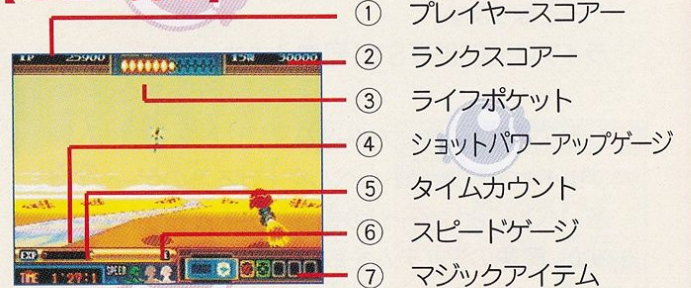 ① プレイヤースコアー
② ランクスコアー
③ ライフポケット
④ ショットパワーアップゲージ
⑤ タイムカウント
⑥ スピードゲージ
⑦ マジックアイテム
1P 25900 15W 30000
EXP
TIME 1'27:1 SPEED